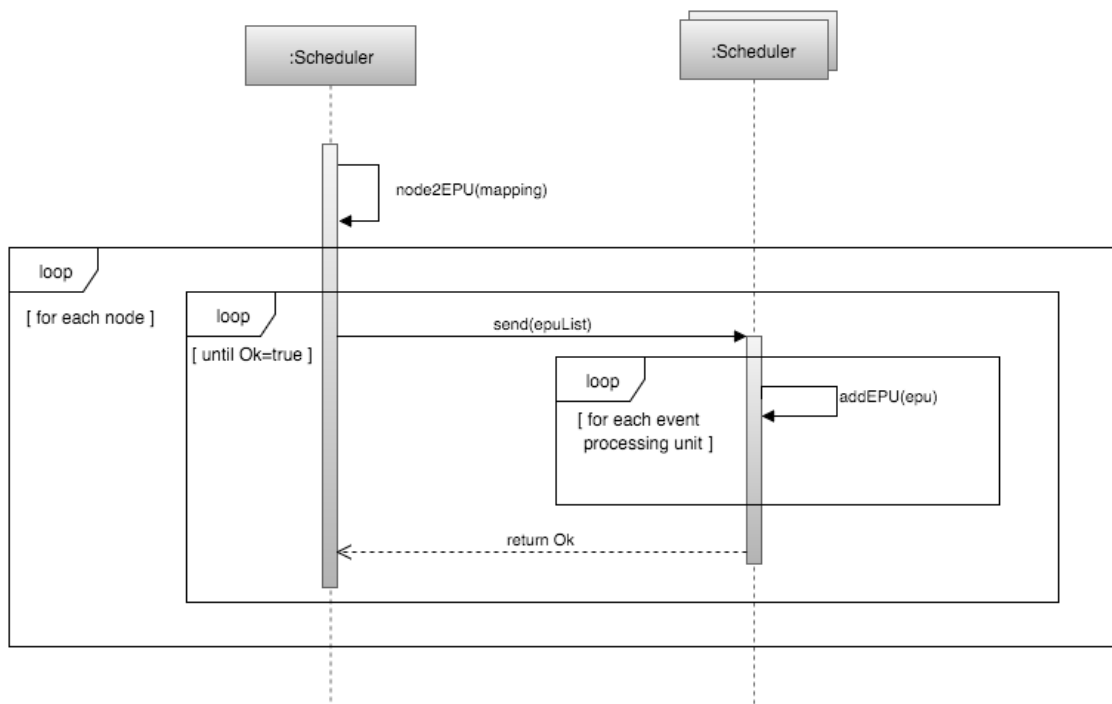 :Scheduler
:Scheduler
node2EPU(mapping)
loop
[ for each node ]
loop
[ until Ok=true ]
send(epuList)
loop
[ for each event
processing unit ]
addEPU(epu)
return Ok